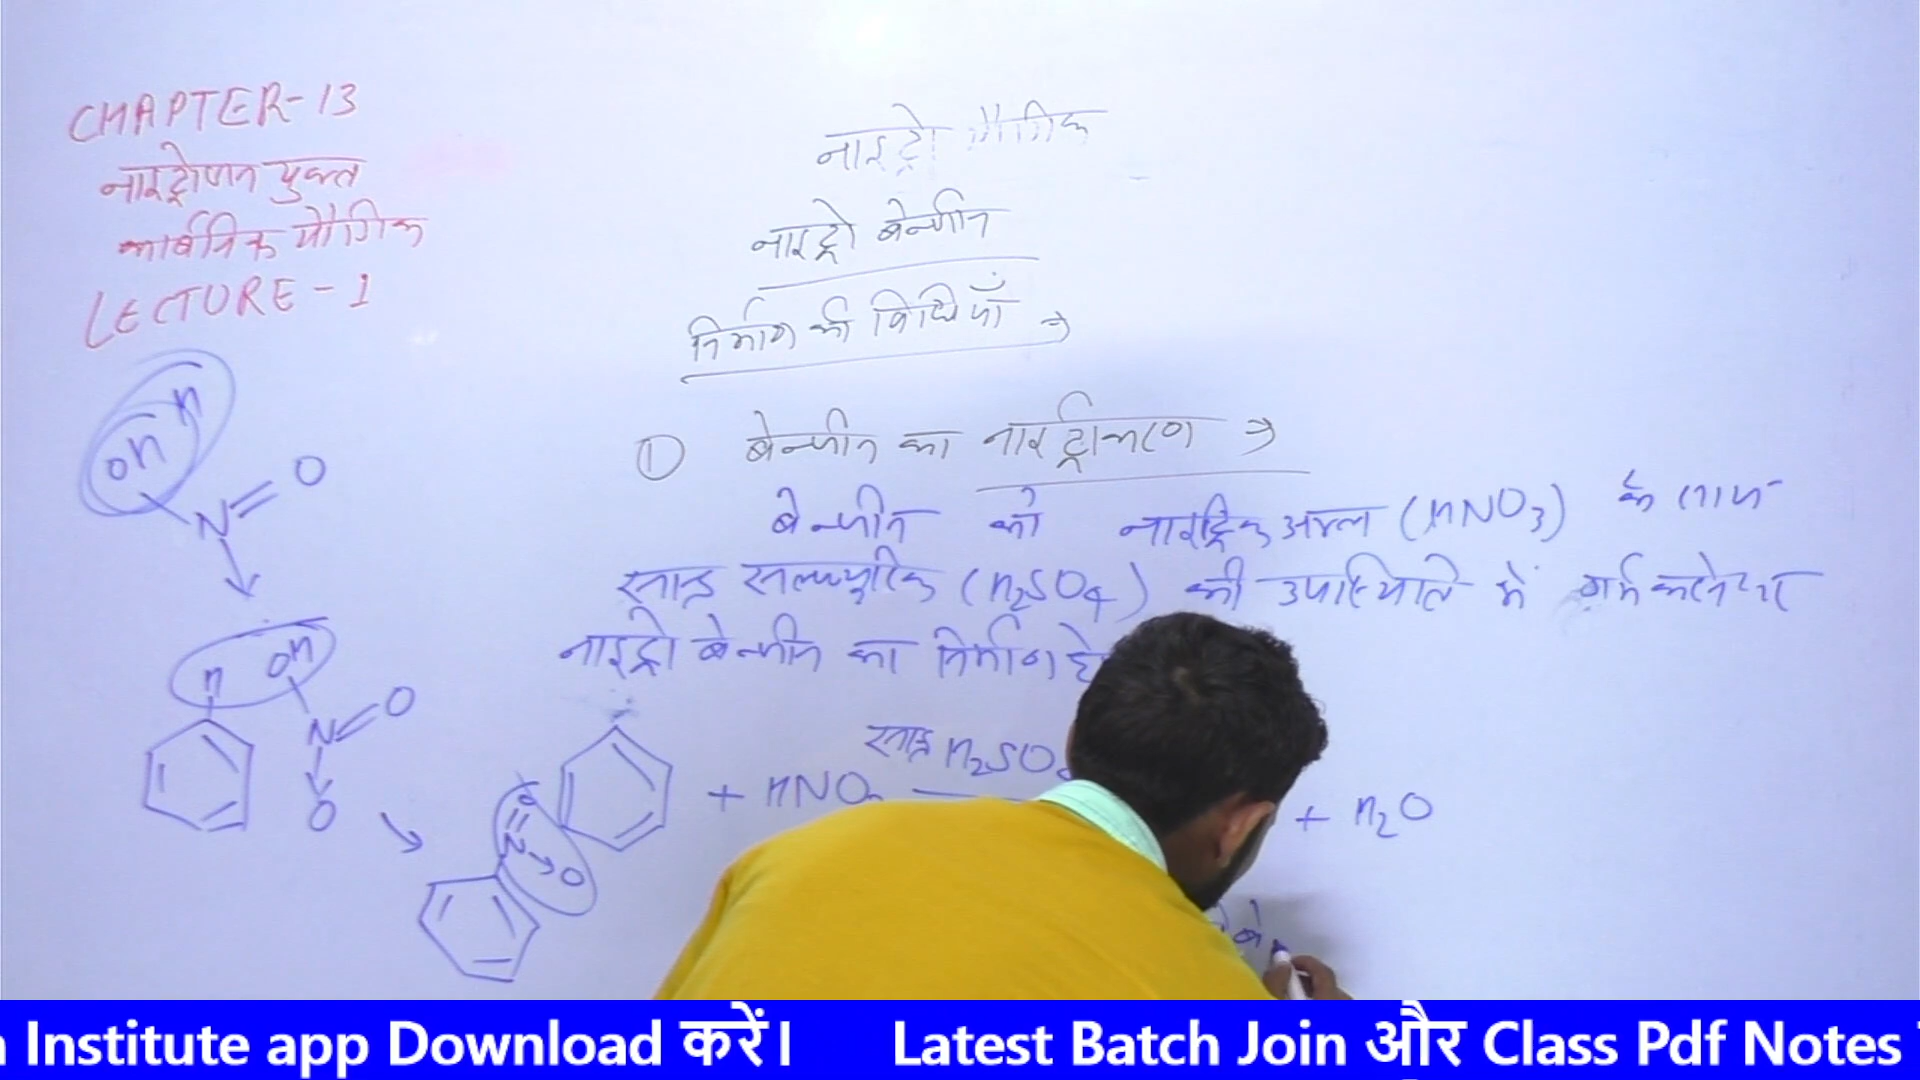 CHAPTER-13
नाइट्रोजन युक्त
कार्बनिक यौगिक
LECTURE-1
नाइट्रो यौगिक
नाइट्रो बेन्जीन
निर्माण की विधियाँ ⇒
① बेन्जीन का नाइट्रीकरण ⇒
बेन्जीन को नाइट्रिक अम्ल (HNO3) के साथ
सान्द्र सल्फ्यूरिक (H2SO4) की उपस्थिति में गर्म करने पर
नाइट्रो बेन्जीन का निर्माण हो
सान्द्र H2SO4
+ HNO + H2O
OH H
N=O
H OH
N=O
O
N→O
Institute app Download करें। Latest Batch Join और Class Pdf Notes